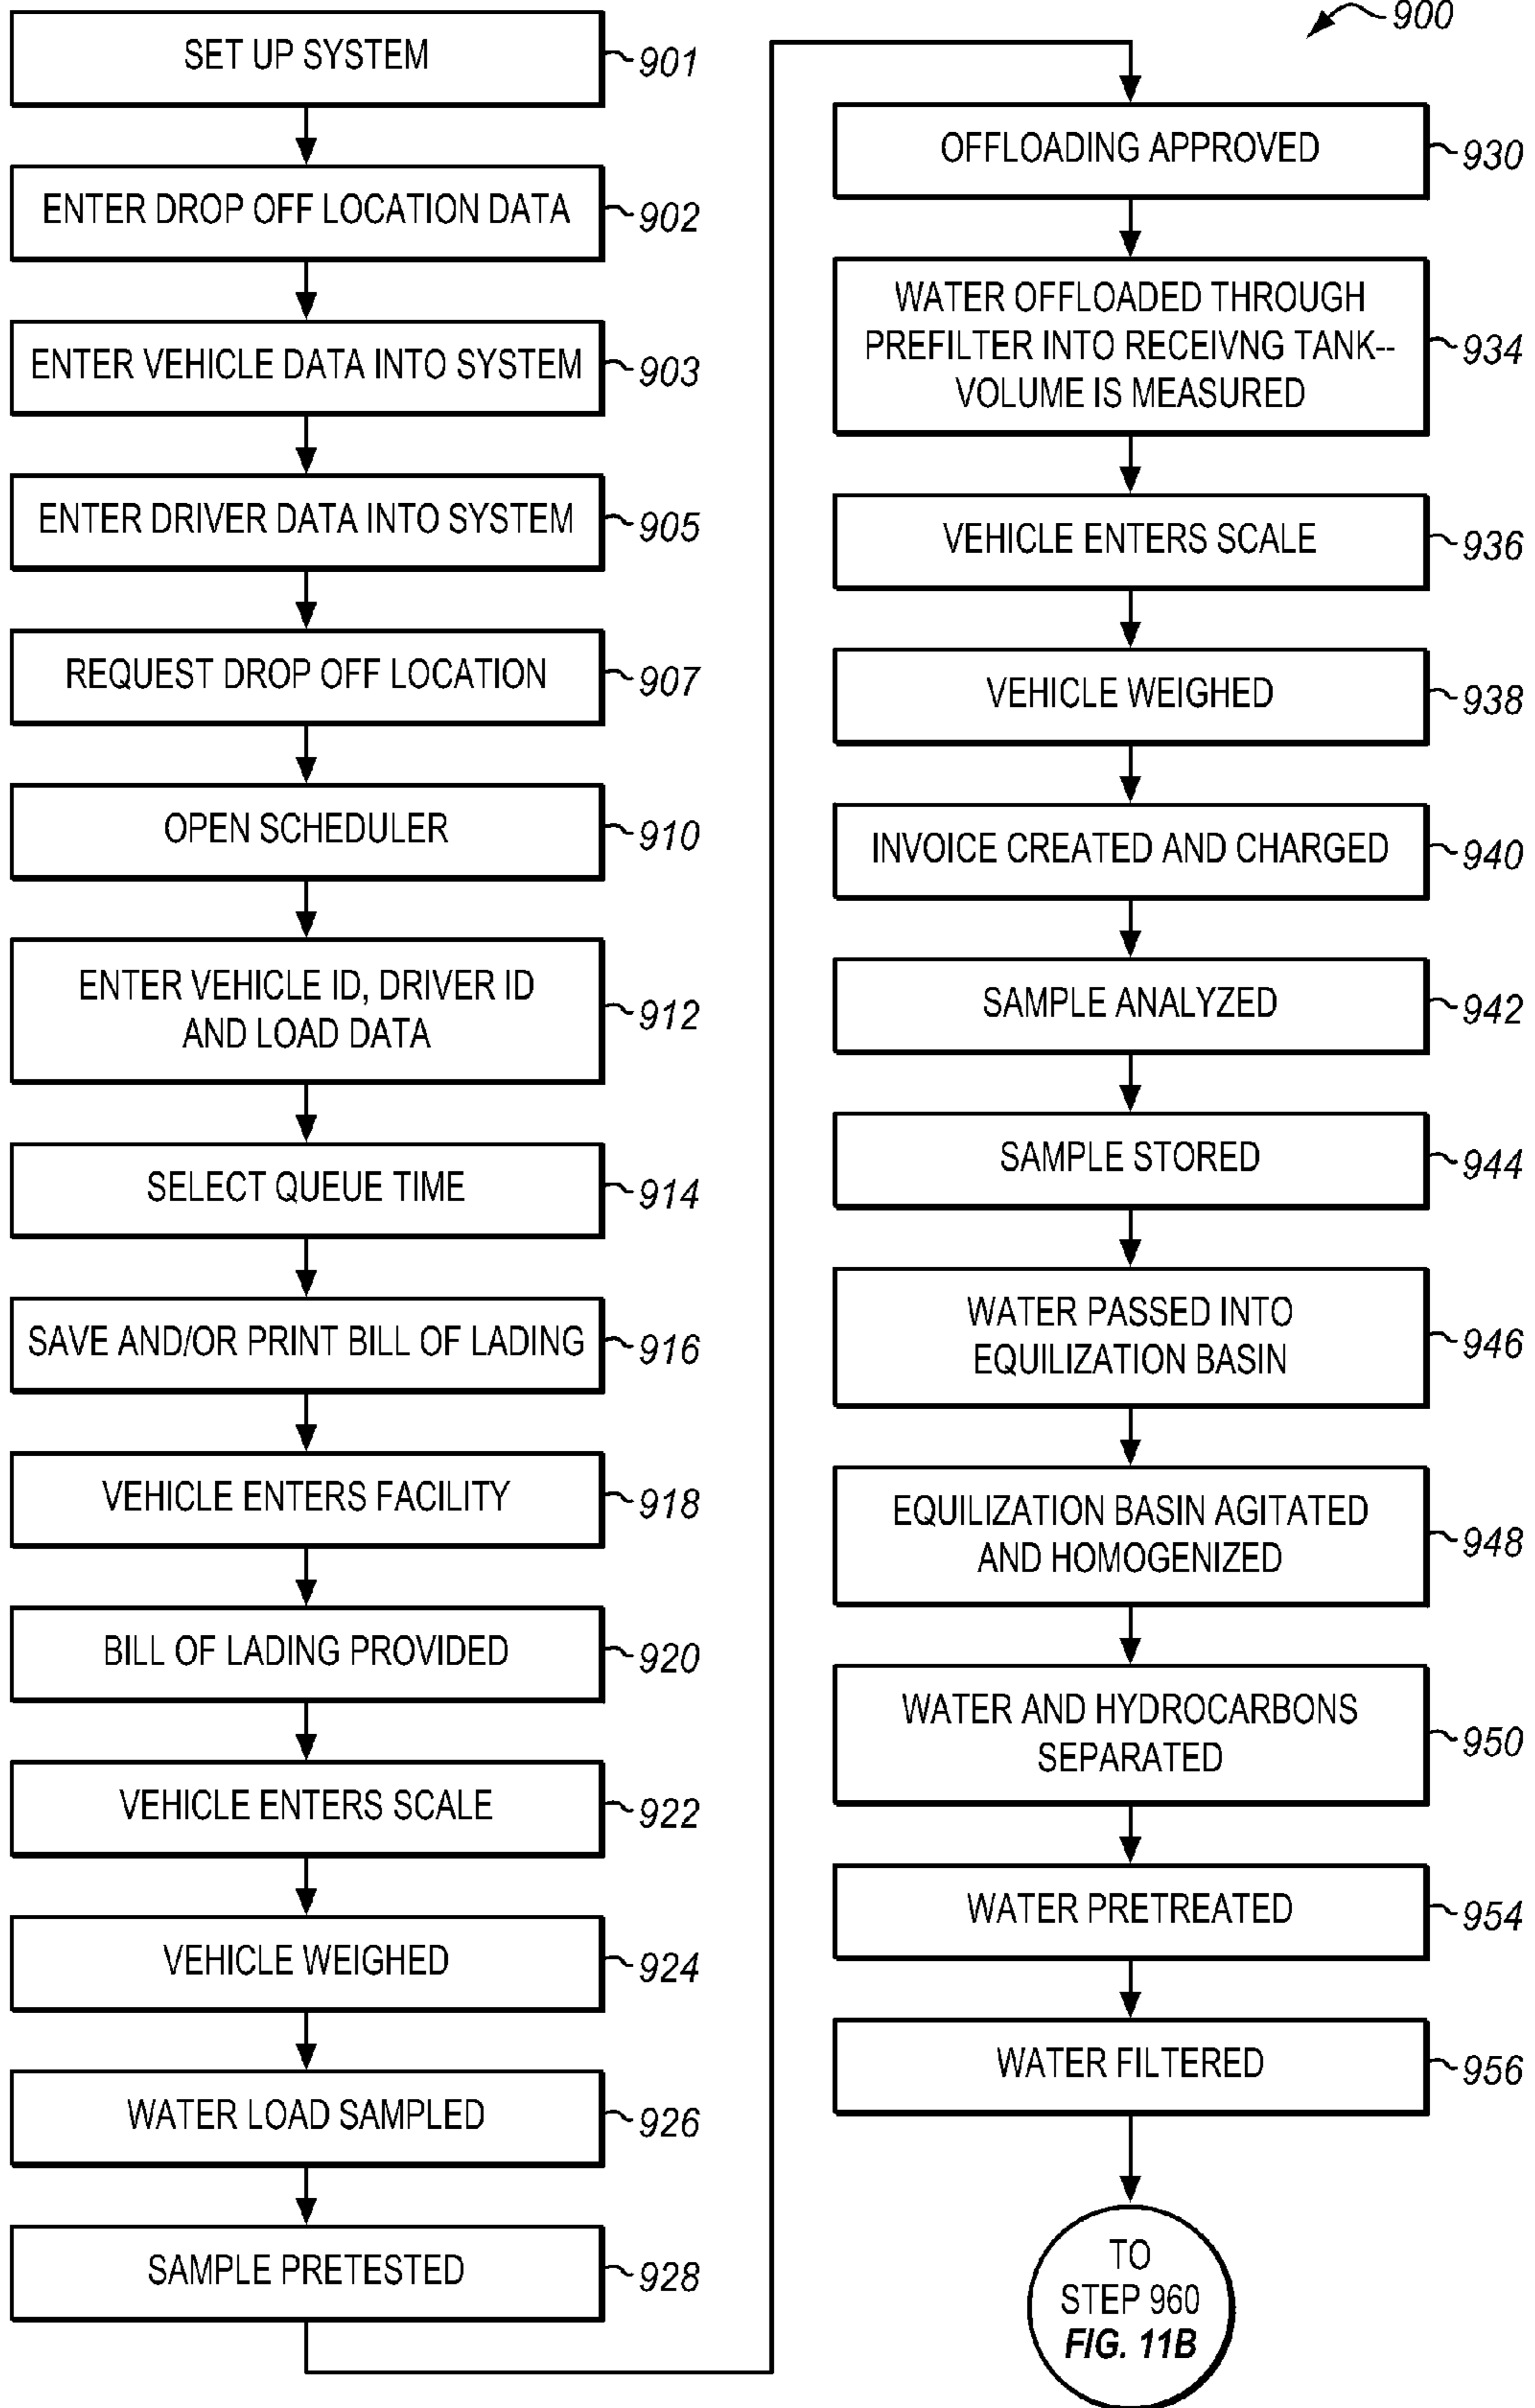 900
SET UP SYSTEM
901
ENTER DROP OFF LOCATION DATA
902
ENTER VEHICLE DATA INTO SYSTEM
903
ENTER DRIVER DATA INTO SYSTEM
905
REQUEST DROP OFF LOCATION
907
OPEN SCHEDULER
910
ENTER VEHICLE ID, DRIVER ID
AND LOAD DATA
912
SELECT QUEUE TIME
914
SAVE AND/OR PRINT BILL OF LADING
916
VEHICLE ENTERS FACILITY
918
BILL OF LADING PROVIDED
920
VEHICLE ENTERS SCALE
922
VEHICLE WEIGHED
924
WATER LOAD SAMPLED
926
SAMPLE PRETESTED
928
OFFLOADING APPROVED
930
WATER OFFLOADED THROUGH
PREFILTER INTO RECEIVNG TANK--
VOLUME IS MEASURED
934
VEHICLE ENTERS SCALE
936
VEHICLE WEIGHED
938
INVOICE CREATED AND CHARGED
940
SAMPLE ANALYZED
942
SAMPLE STORED
944
WATER PASSED INTO
EQUILIZATION BASIN
946
EQUILIZATION BASIN AGITATED
AND HOMOGENIZED
948
WATER AND HYDROCARBONS
SEPARATED
950
WATER PRETREATED
954
WATER FILTERED
956
TO
STEP 960
FIG. 11B